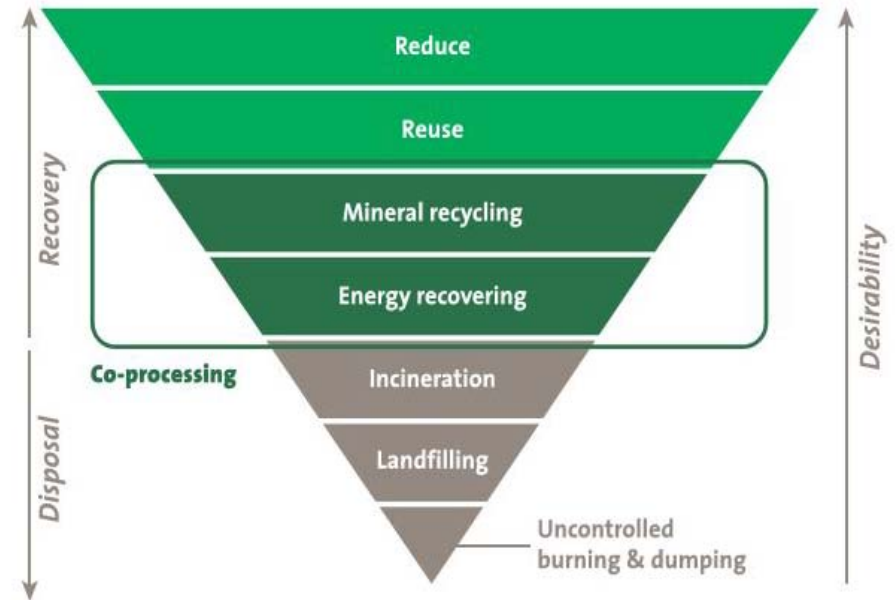 Reduce
Reuse
Recovery
Mineral recycling
Energy recovering
Desirability
Co-processing
Incineration
Disposal
Landfilling
Uncontrolled
burning & dumping